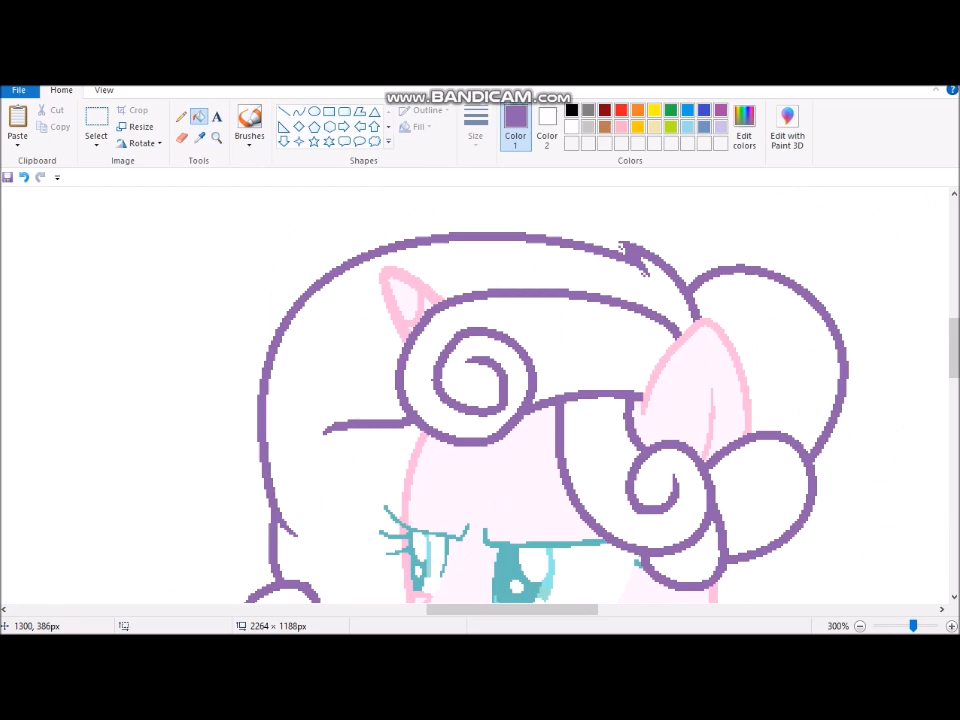 www.BANDICAM.com
File Home View
Cut
Copy
Paste
Clipboard
Crop
Resize
Rotate
Select
Image
Tools
Brushes
Outline
Fill
Shapes
Size
Color 1
Color 2
Edit colors
Colors
Edit with Paint 3D
1300, 386px
2264 × 1188px
300%